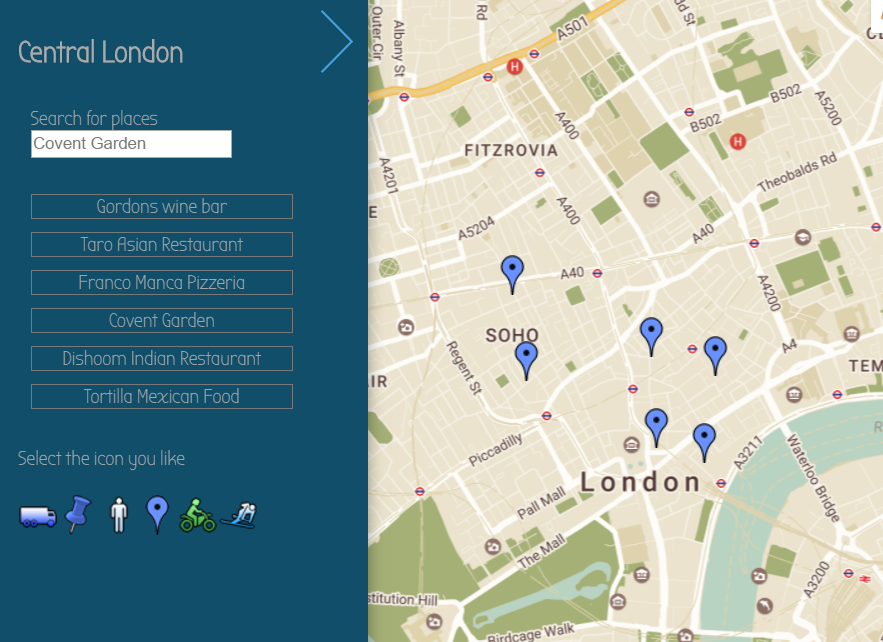 Central London
Search for places
Covent Garden
Gordons wine bar
Taro Asian Restaurant
Franco Manca Pizzeria
Covent Garden
Dishoom Indian Restaurant
Tortilla Mexican Food
Select the icon you like
Outer Cir
Albany St
Rd
A501
H
B502
B502
A5200
A400
FITZROVIA
H
Theobalds Rd
A4201
A400
E
A5204
A40
A40
A4200
SOHO
Regent St
A4
TEM
IR
Piccadilly
A3211
Waterloo Bridge
London
Pall Mall
The Mall
A3200
stitution Hill
Birdcage Walk